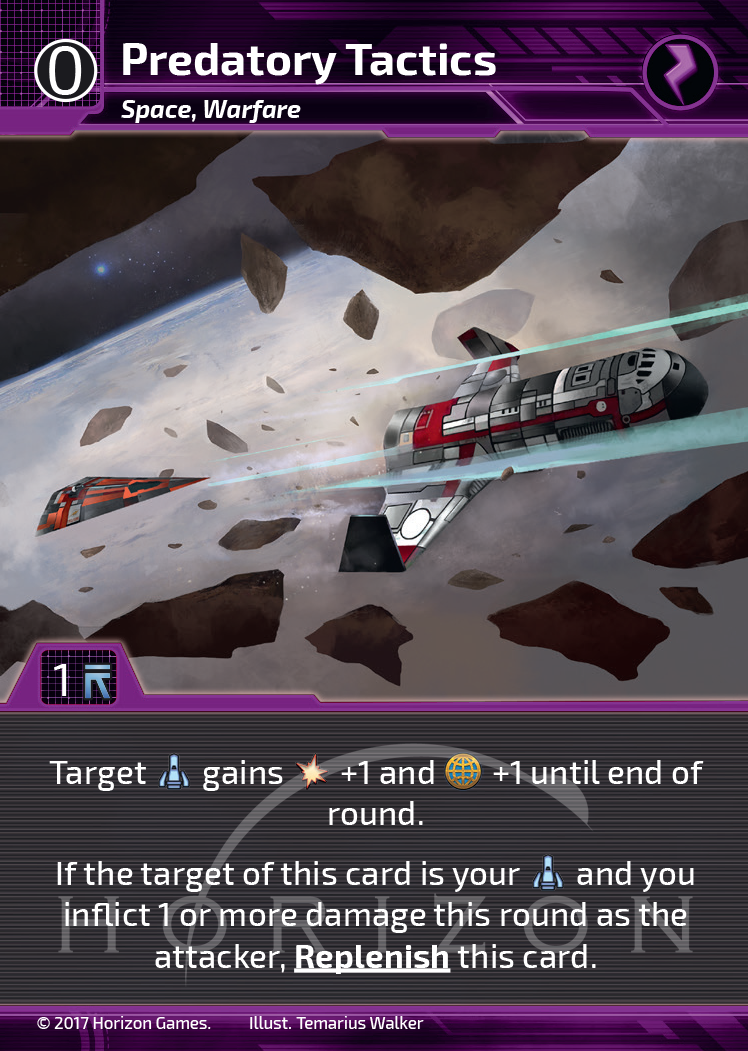 0
Predatory Tactics
Space, Warfare
1
Target gains +1 and +1 until end of
round.
If the target of this card is your and you
inflict 1 or more damage this round as the
attacker, Replenish this card.
HORIZON
© 2017 Horizon Games. Illust. Temarius Walker